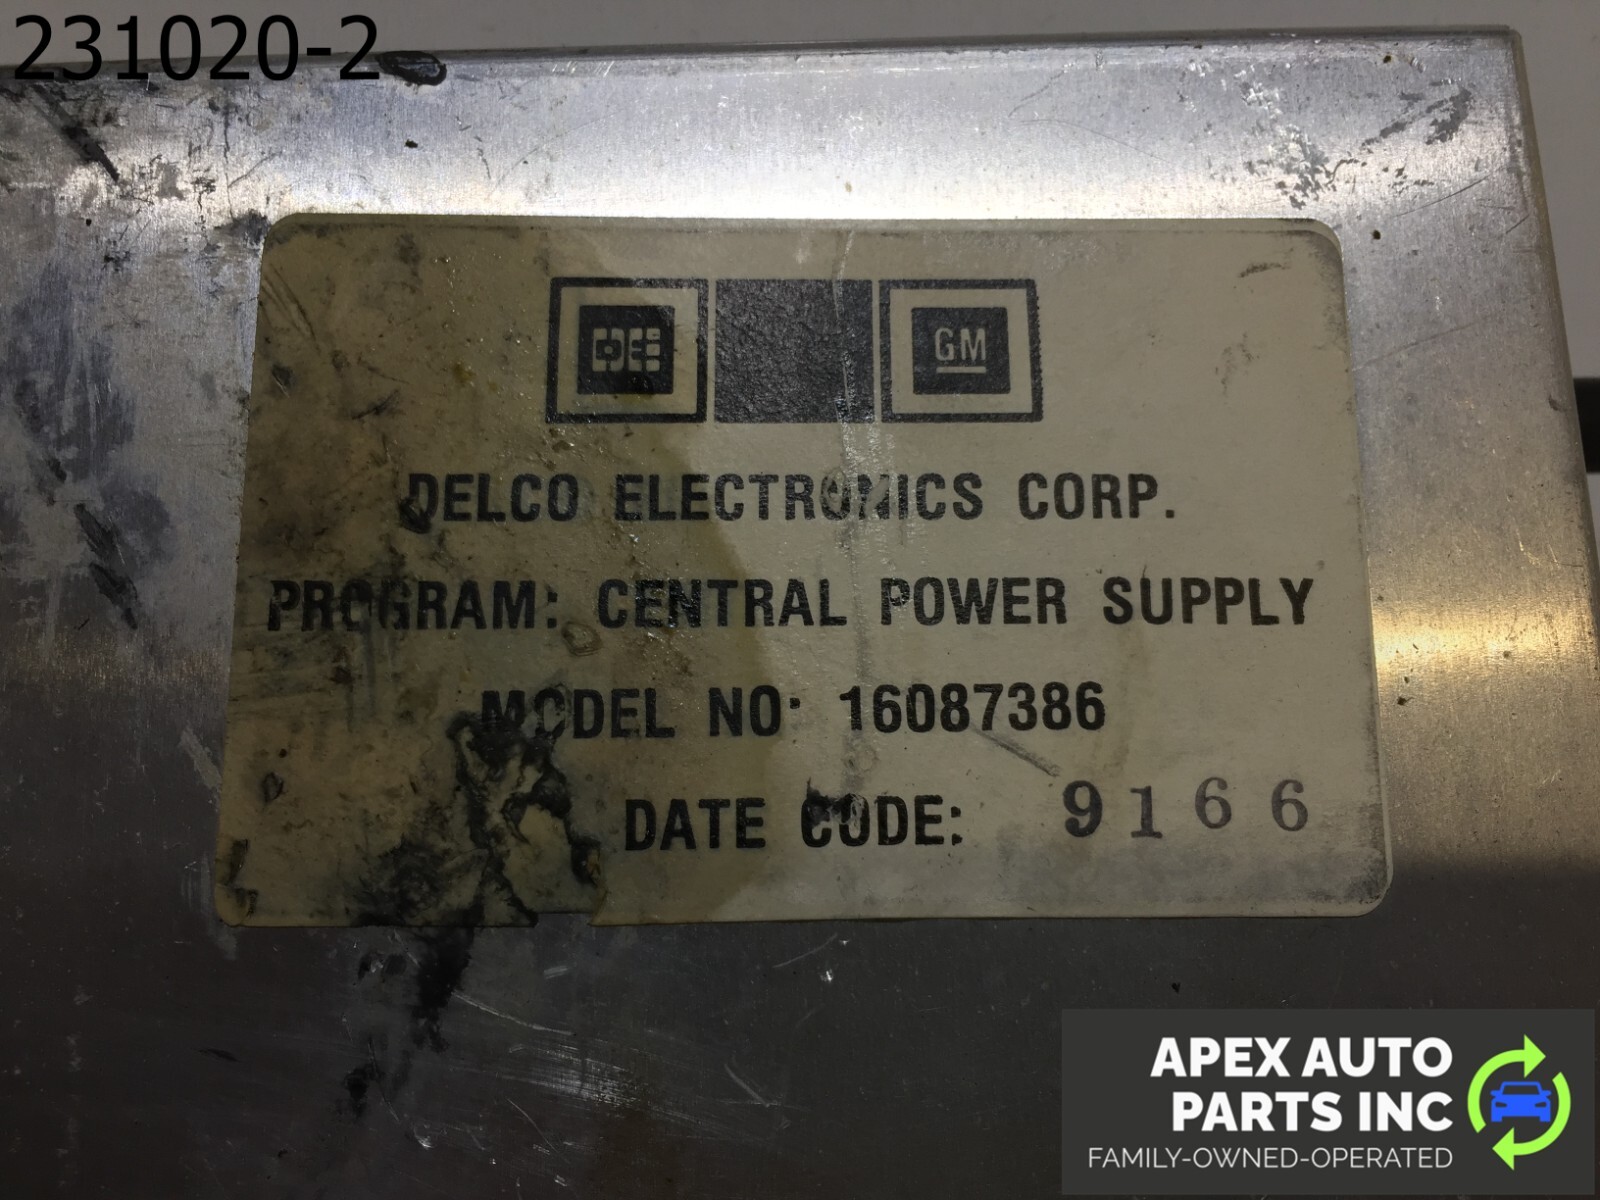 231020-2
DE GM
DELCO ELECTRONICS CORP.
PROGRAM: CENTRAL POWER SUPPLY
MODEL NO: 16087386
DATE CODE: 9166
APEX AUTO
PARTS INC
FAMILY-OWNED-OPERATED